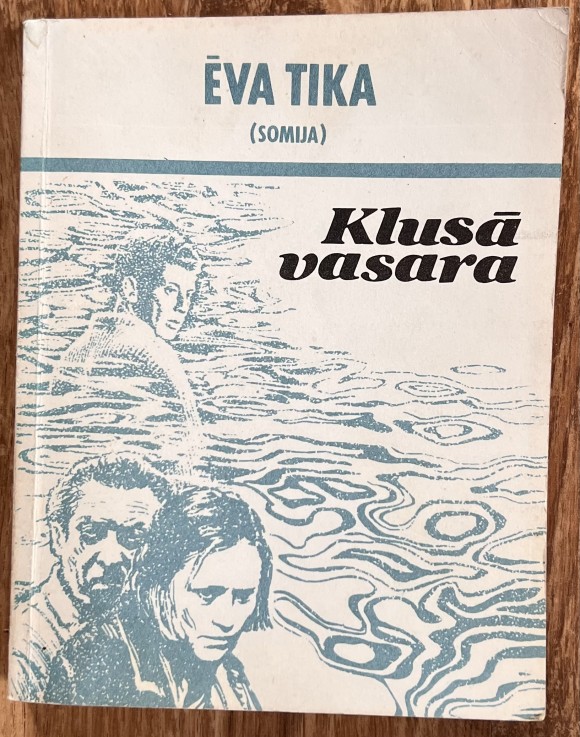 ĒVA TIKA
(SOMIJA)
Klusā
vasara